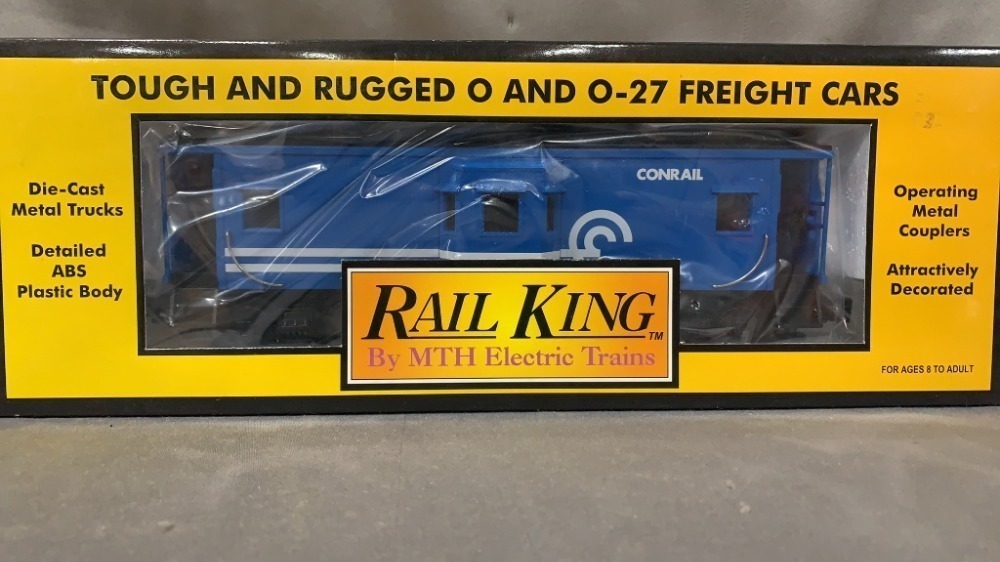 TOUGH AND RUGGED O AND O-27 FREIGHT CARS
Die-Cast
Metal Trucks
Detailed
ABS
Plastic Body
CONRAIL
RAIL KING TM
By MTH Electric Trains
Operating
Metal
Couplers
Attractively
Decorated
FOR AGES 8 TO ADULT